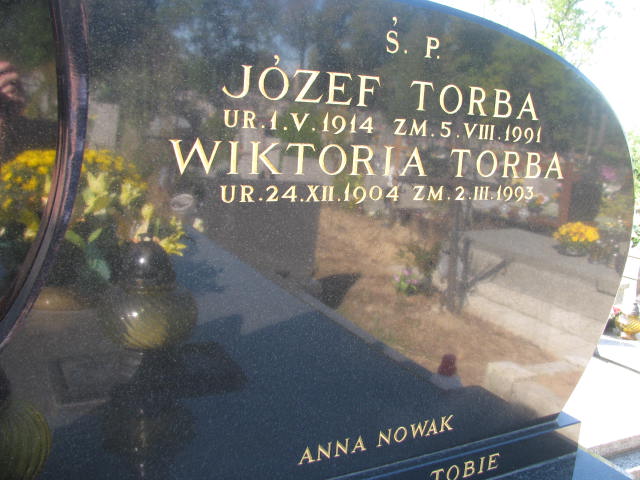 Ś. P.
JÓZEF TORBA
UR.1.V.1914 ZM.5.VIII.1991
WIKTORIA TORBA
UR.24.XII.1904 ZM.2.III.1993
ANNA NOWAK
TOBIE